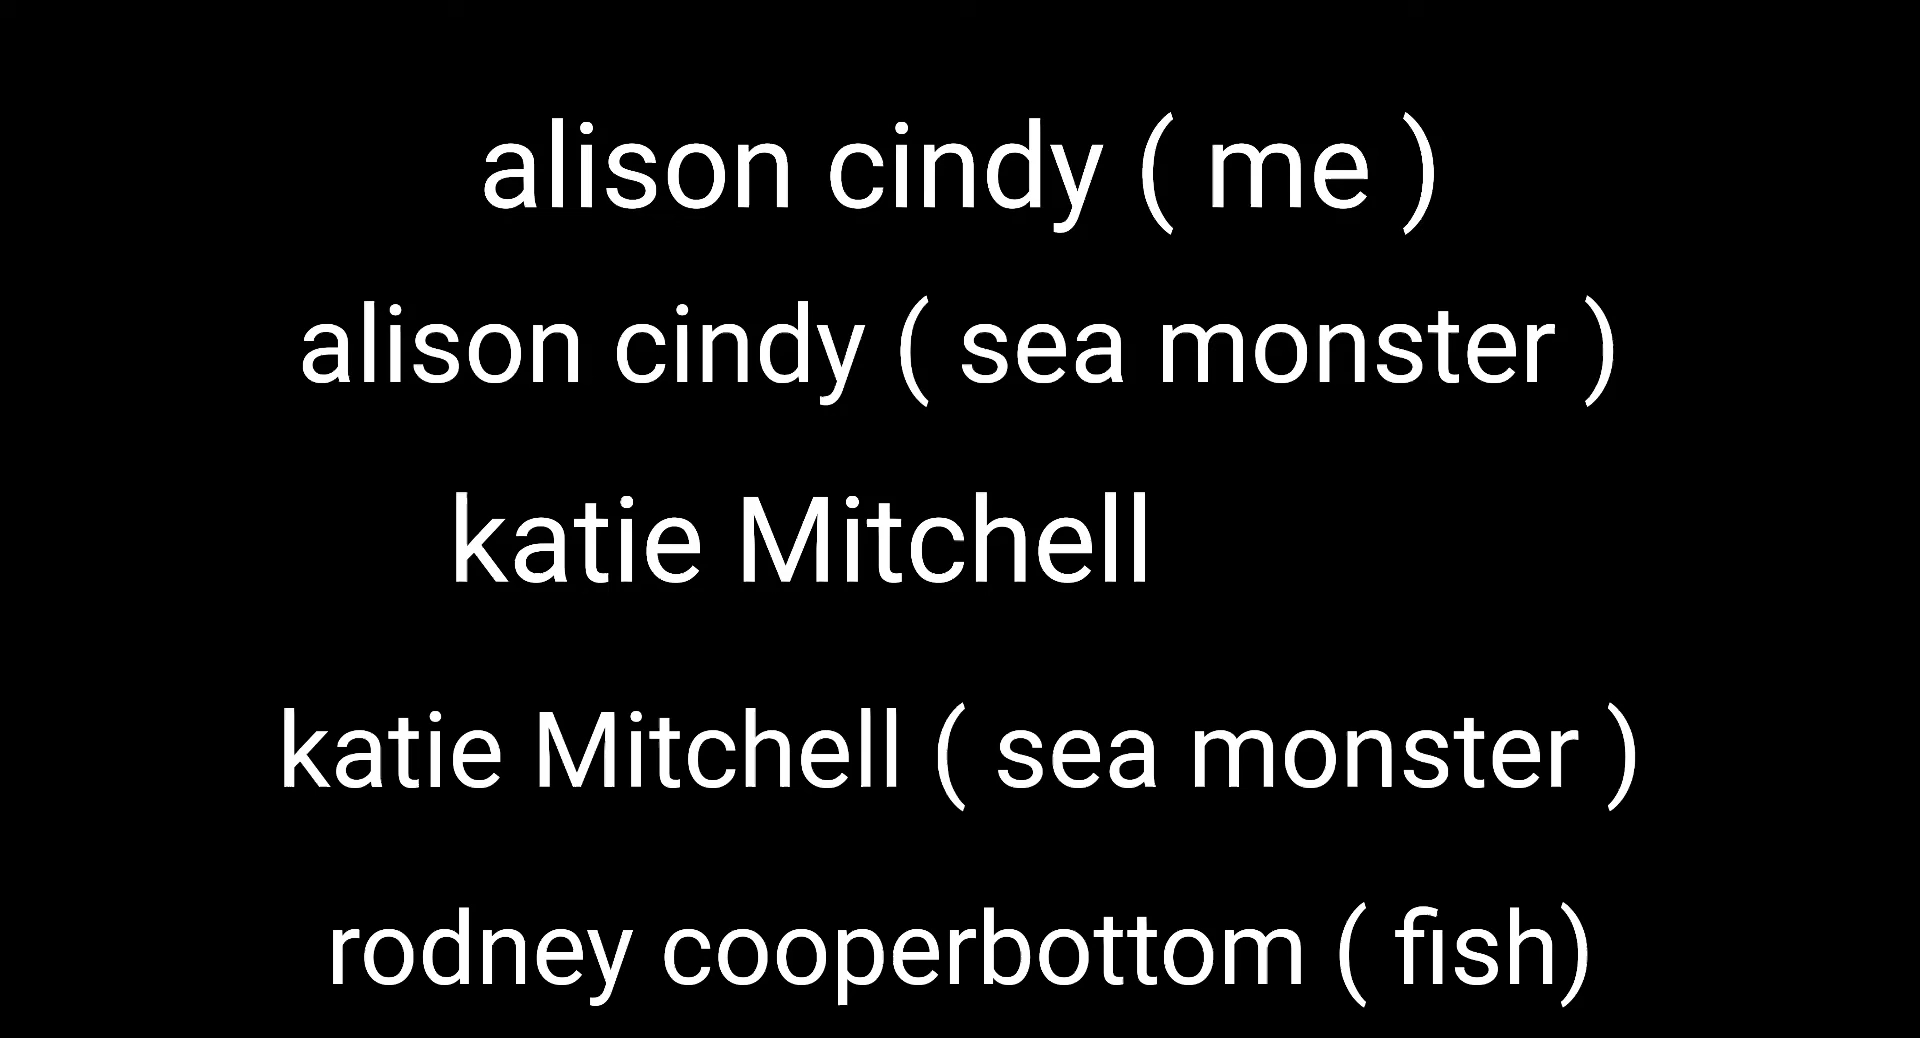 alison cindy ( me )
alison cindy ( sea monster )
katie Mitchell
katie Mitchell ( sea monster )
rodney cooperbottom ( fish)